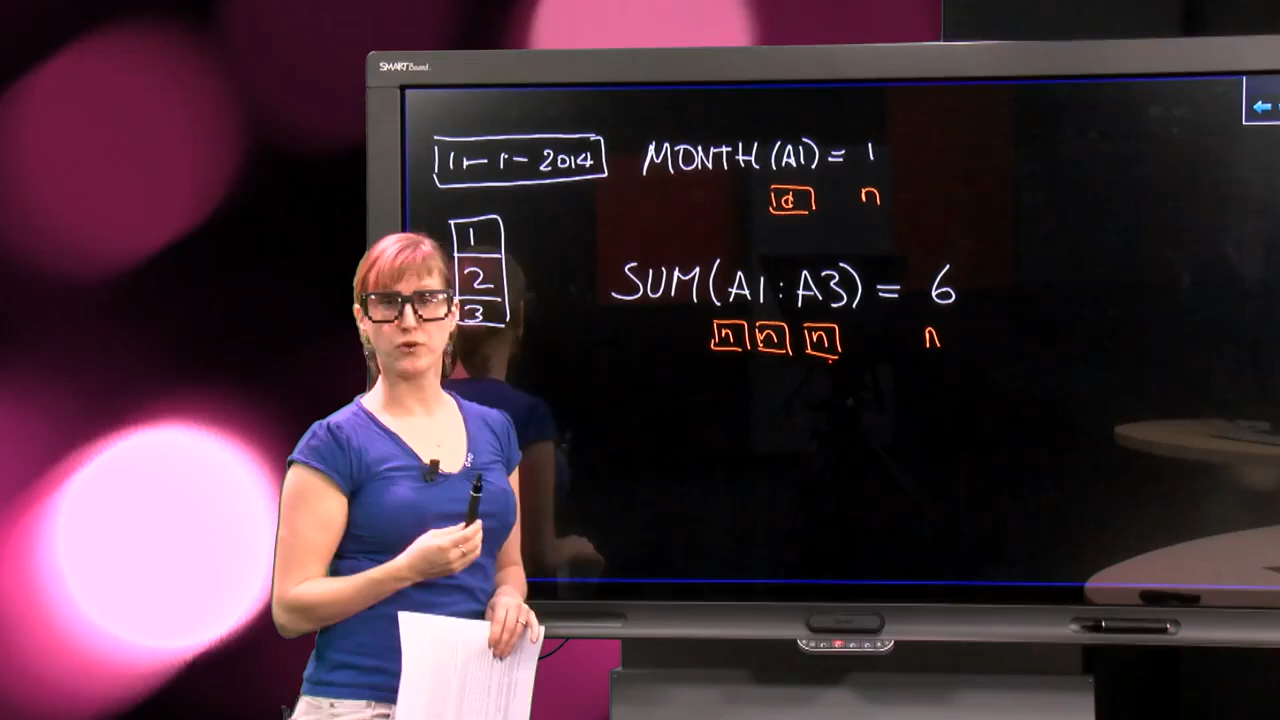 SMART Board
1-1-2014
MONTH(A1) = 1
d n
1
2
3
SUM(A1:A3) = 6
n n n n